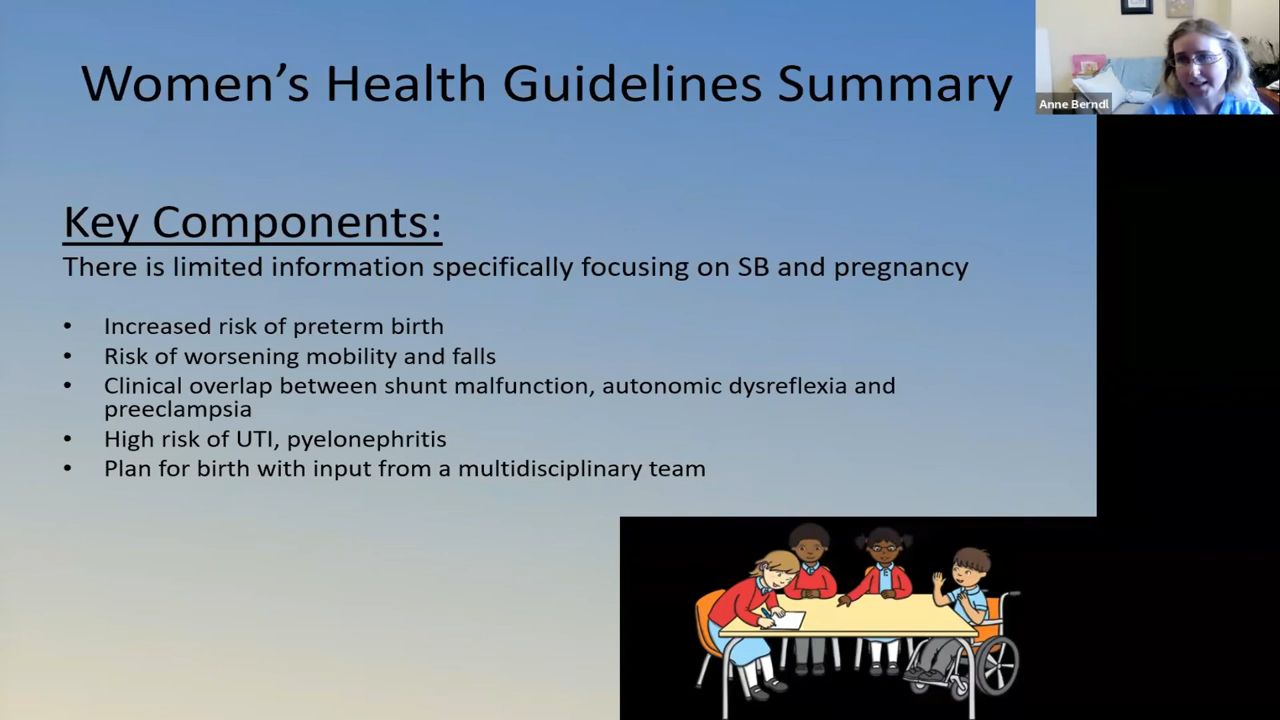 Women's Health Guidelines Summary
Anne Berndl
Key Components:
There is limited information specifically focusing on SB and pregnancy
• Increased risk of preterm birth
• Risk of worsening mobility and falls
• Clinical overlap between shunt malfunction, autonomic dysreflexia and
preeclampsia
• High risk of UTI, pyelonephritis
• Plan for birth with input from a multidisciplinary team